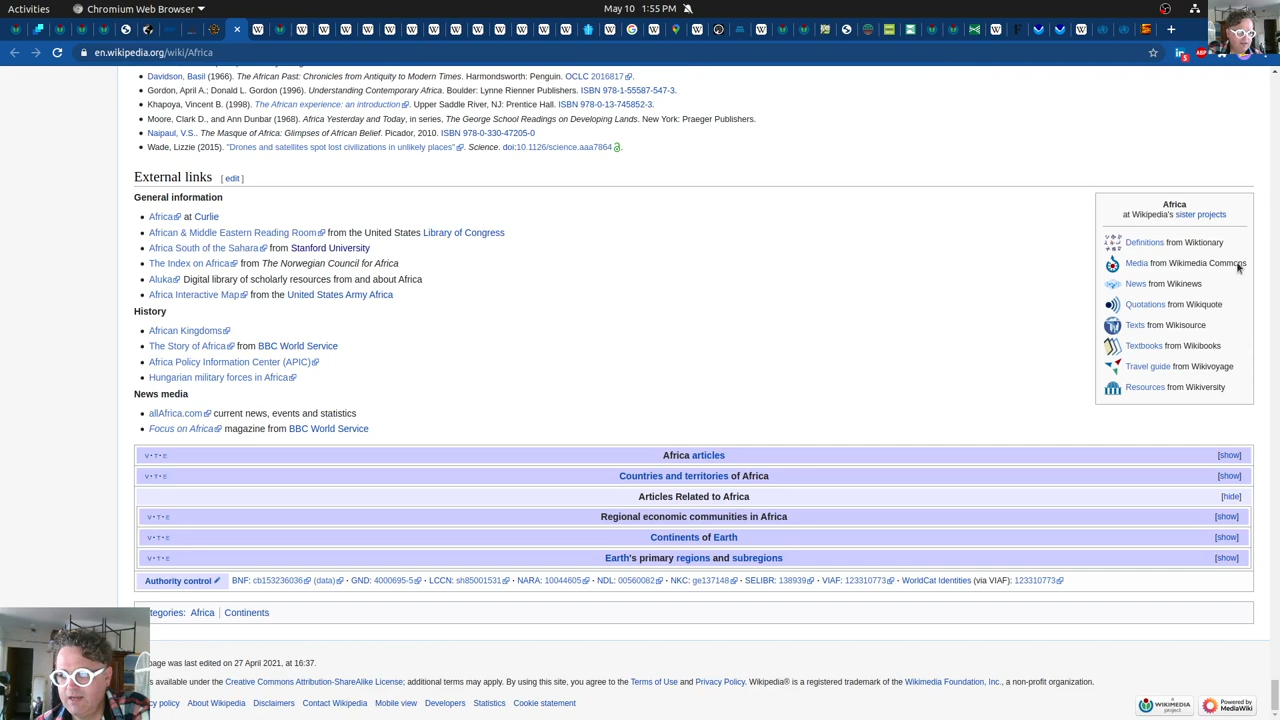 Activities
Chromium Web Browser
May 10 1:55 PM
en.wikipedia.org/wiki/Africa
Davidson, Basil (1966). The African Past: Chronicles from Antiquity to Modern Times. Harmondsworth: Penguin. OCLC 2016817.
Gordon, April A.; Donald L. Gordon (1996). Understanding Contemporary Africa. Boulder: Lynne Rienner Publishers. ISBN 978-1-55587-547-3.
Khapoya, Vincent B. (1998). The African experience: an introduction. Upper Saddle River, NJ: Prentice Hall. ISBN 978-0-13-745852-3.
Moore, Clark D., and Ann Dunbar (1968). Africa Yesterday and Today, in series, The George School Readings on Developing Lands. New York: Praeger Publishers.
Naipaul, V.S.. The Masque of Africa: Glimpses of African Belief. Picador, 2010. ISBN 978-0-330-47205-0
Wade, Lizzie (2015). "Drones and satellites spot lost civilizations in unlikely places". Science. doi:10.1126/science.aaa7864.
External links [ edit ]
General information
Africa at Curlie
African & Middle Eastern Reading Room from the United States Library of Congress
Africa South of the Sahara from Stanford University
The Index on Africa from The Norwegian Council for Africa
Aluka Digital library of scholarly resources from and about Africa
Africa Interactive Map from the United States Army Africa
History
African Kingdoms
The Story of Africa from BBC World Service
Africa Policy Information Center (APIC)
Hungarian military forces in Africa
News media
allAfrica.com current news, events and statistics
Focus on Africa magazine from BBC World Service
Africa
at Wikipedia's sister projects
Definitions from Wiktionary
Media from Wikimedia Commons
News from Wikinews
Quotations from Wikiquote
Texts from Wikisource
Textbooks from Wikibooks
Travel guide from Wikivoyage
Resources from Wikiversity
V·T·E Africa articles [show]
V·T·E Countries and territories of Africa [show]
Articles Related to Africa [hide]
V·T·E Regional economic communities in Africa [show]
V·T·E Continents of Earth [show]
V·T·E Earth's primary regions and subregions [show]
Authority control BNF: cb153236036 (data) · GND: 4000695-5 · LCCN: sh85001531 · NARA: 10044605 · NDL: 00560082 · NKC: ge137148 · SELIBR: 138939 · VIAF: 123310773 · WorldCat Identities (via VIAF): 123310773
tegories: Africa | Continents
page was last edited on 27 April 2021, at 16:37.
s available under the Creative Commons Attribution-ShareAlike License; additional terms may apply. By using this site, you agree to the Terms of Use and Privacy Policy. Wikipedia® is a registered trademark of the Wikimedia Foundation, Inc., a non-profit organization.
cy policy About Wikipedia Disclaimers Contact Wikipedia Mobile view Developers Statistics Cookie statement
WIKIMEDIA project
Powered by MediaWiki